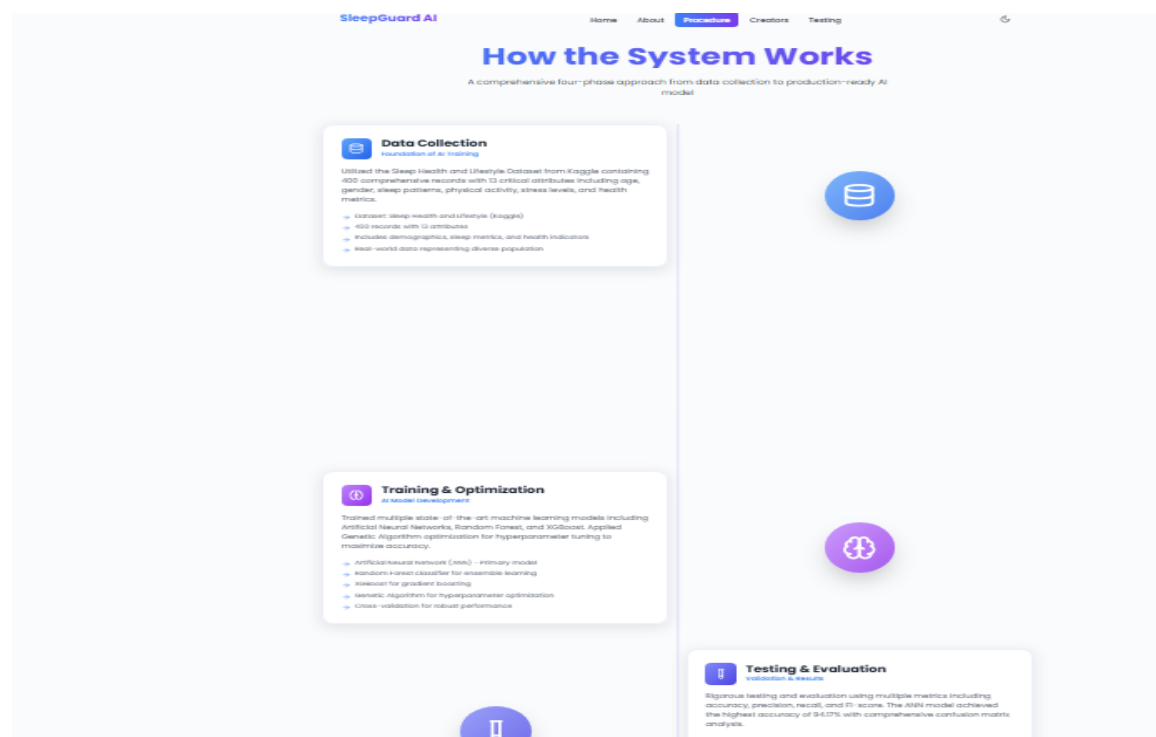 SleepGuard AI
Home About Procedure Creators Testing
How the System Works
A comprehensive four-phase approach from data collection to production-ready AI
model
Data Collection
Foundation of AI Training
Utilized the Sleep Health and Lifestyle Dataset from Kaggle containing
400 comprehensive records with 13 critical attributes including age,
gender, sleep patterns, physical activity, stress levels, and health
metrics.
Dataset: Sleep Health and Lifestyle (Kaggle)
400 records with 13 attributes
Includes demographics, sleep metrics, and health indicators
Real-world data representing diverse population
Training & Optimization
AI Model Development
Trained multiple state-of-the-art machine learning models including
Artificial Neural Networks, Random Forest, and XGBoost. Applied
Genetic Algorithm optimization for hyperparameter tuning to
maximize accuracy.
Artificial Neural Network (ANN) - Primary model
Random Forest classifier for ensemble learning
XGBoost for gradient boosting
Genetic Algorithm for hyperparameter optimization
Cross-validation for robust performance
Testing & Evaluation
Validation & Results
Rigorous testing and evaluation using multiple metrics including
accuracy, precision, recall, and F1-score. The ANN model achieved
the highest accuracy of 94.17% with comprehensive confusion matrix
analysis.